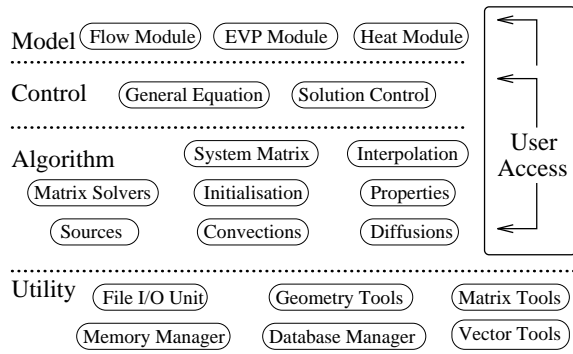 Model Flow Module EVP Module Heat Module
Control General Equation Solution Control
User Access
Algorithm System Matrix Interpolation
Matrix Solvers Initialisation Properties
Sources Convections Diffusions
Utility File I/O Unit Geometry Tools Matrix Tools
Memory Manager Database Manager Vector Tools